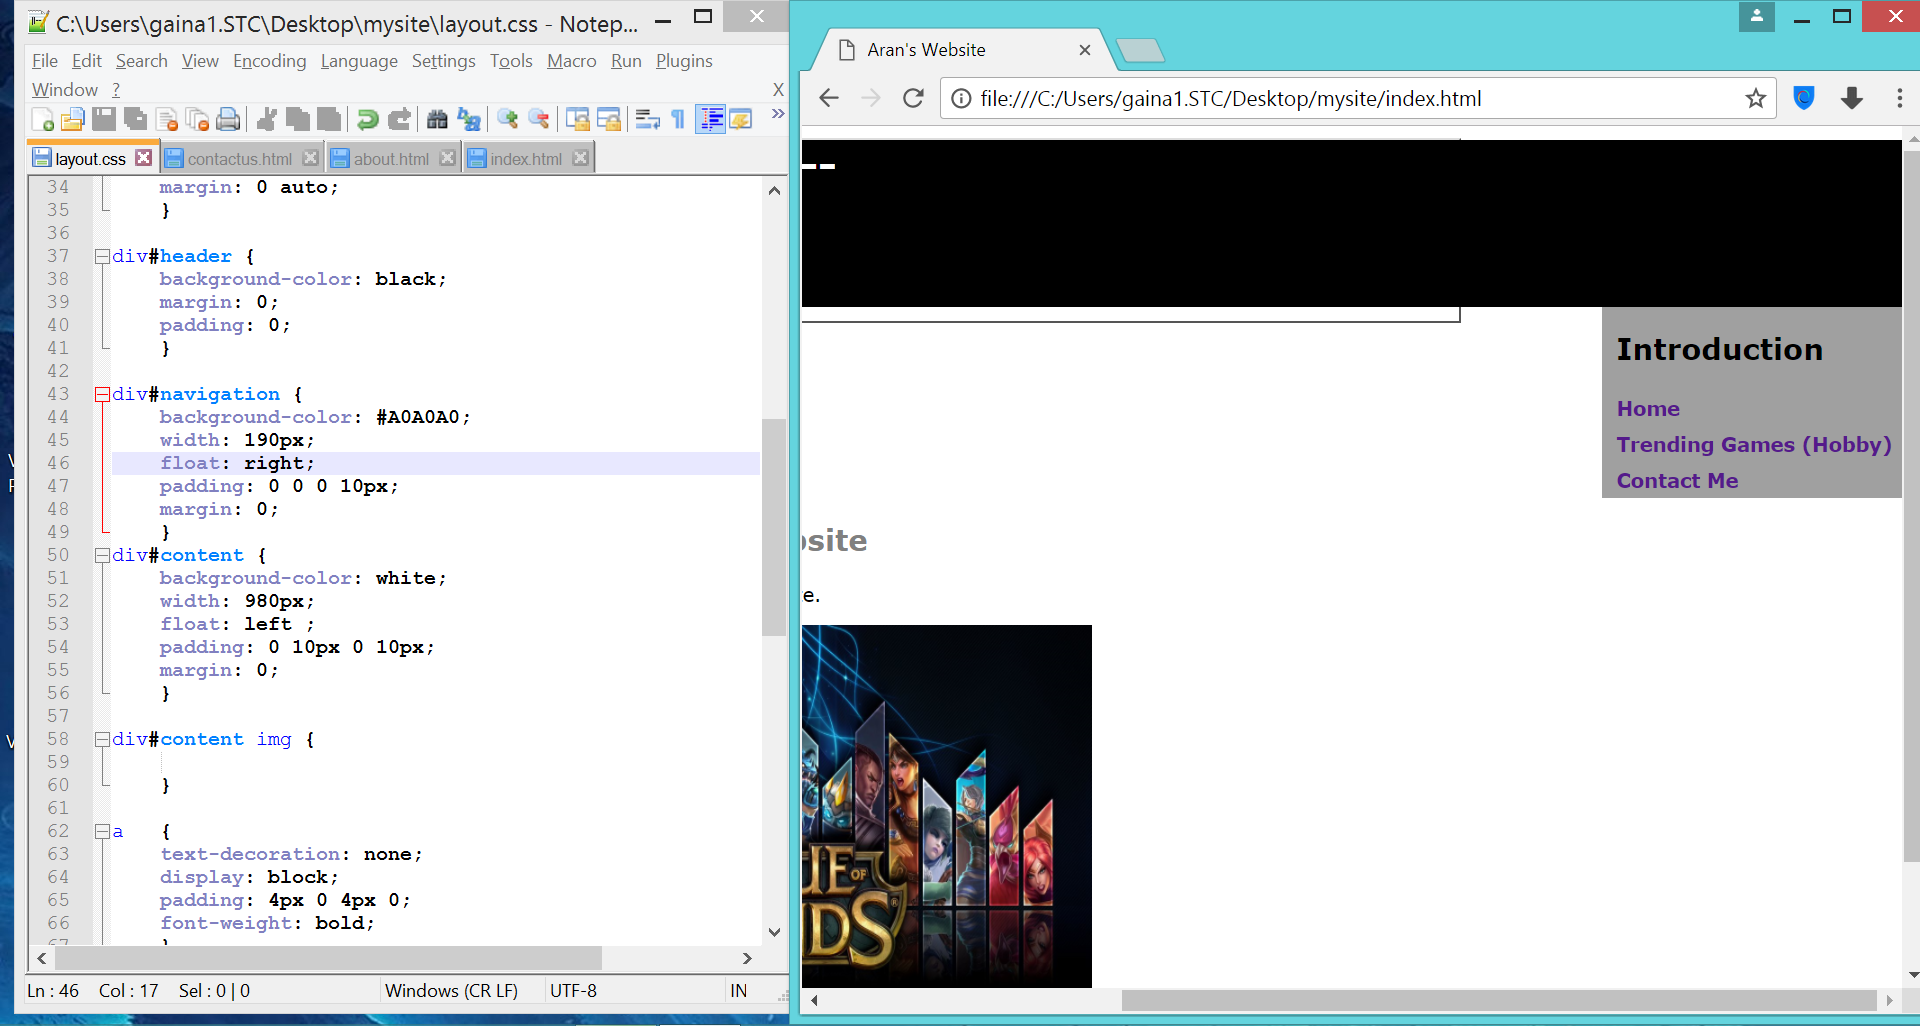 C:\Users\gaina1.STC\Desktop\mysite\layout.css - Notep...
File Edit Search View Encoding Language Settings Tools Macro Run Plugins
Window ? X
layout.css contactus.html about.html index.html
34 margin: 0 auto;
35 }
36
37 div#header {
38 background-color: black;
39 margin: 0;
40 padding: 0;
41 }
42
43 div#navigation {
44 background-color: #A0A0A0;
45 width: 190px;
46 float: right;
47 padding: 0 0 0 10px;
48 margin: 0;
49 }
50 div#content {
51 background-color: white;
52 width: 980px;
53 float: left ;
54 padding: 0 10px 0 10px;
55 margin: 0;
56 }
57
58 div#content img {
59
60 }
61
62 a {
63 text-decoration: none;
64 display: block;
65 padding: 4px 0 4px 0;
66 font-weight: bold;
Ln : 46 Col : 17 Sel : 0 | 0 Windows (CR LF) UTF-8 IN
Aran's Website
file:///C:/Users/gaina1.STC/Desktop/mysite/index.html
--
Introduction
Home
Trending Games (Hobby)
Contact Me
site
e.
UE OF
NDS®